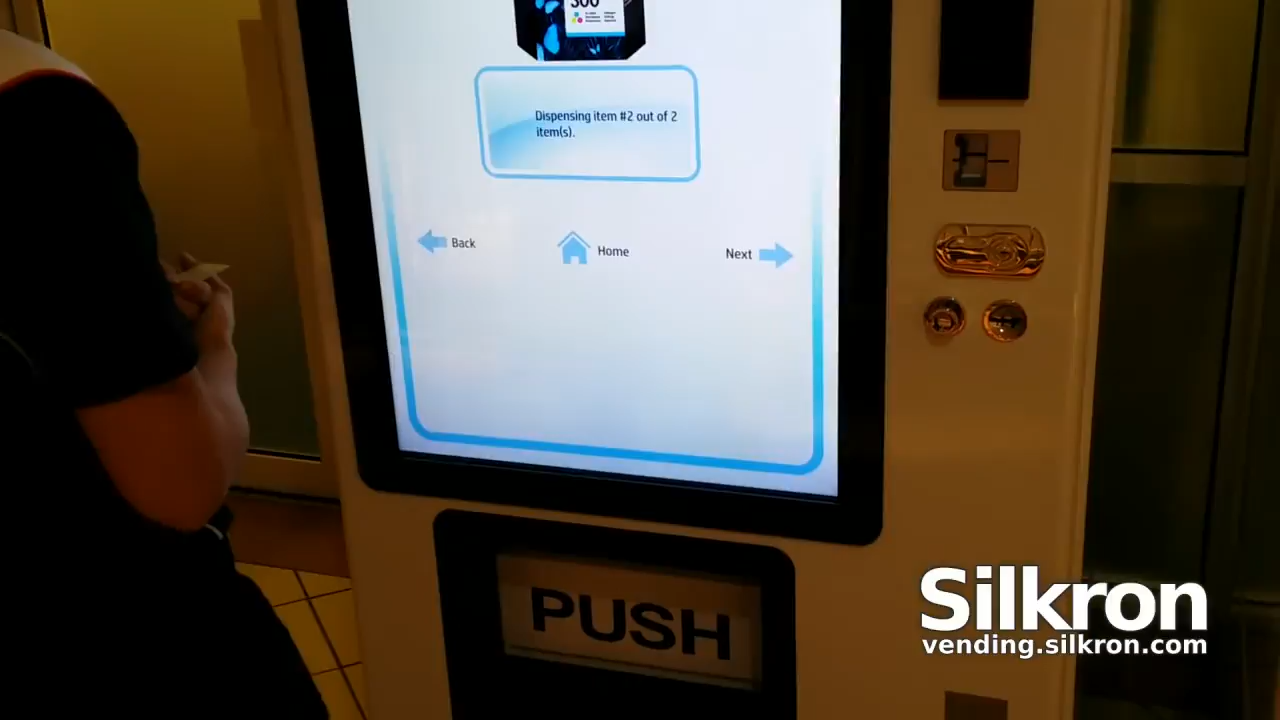 300
Dispensing item #2 out of 2
item(s).
Back
Home
Next
PUSH
Silkron
vending.silkron.com